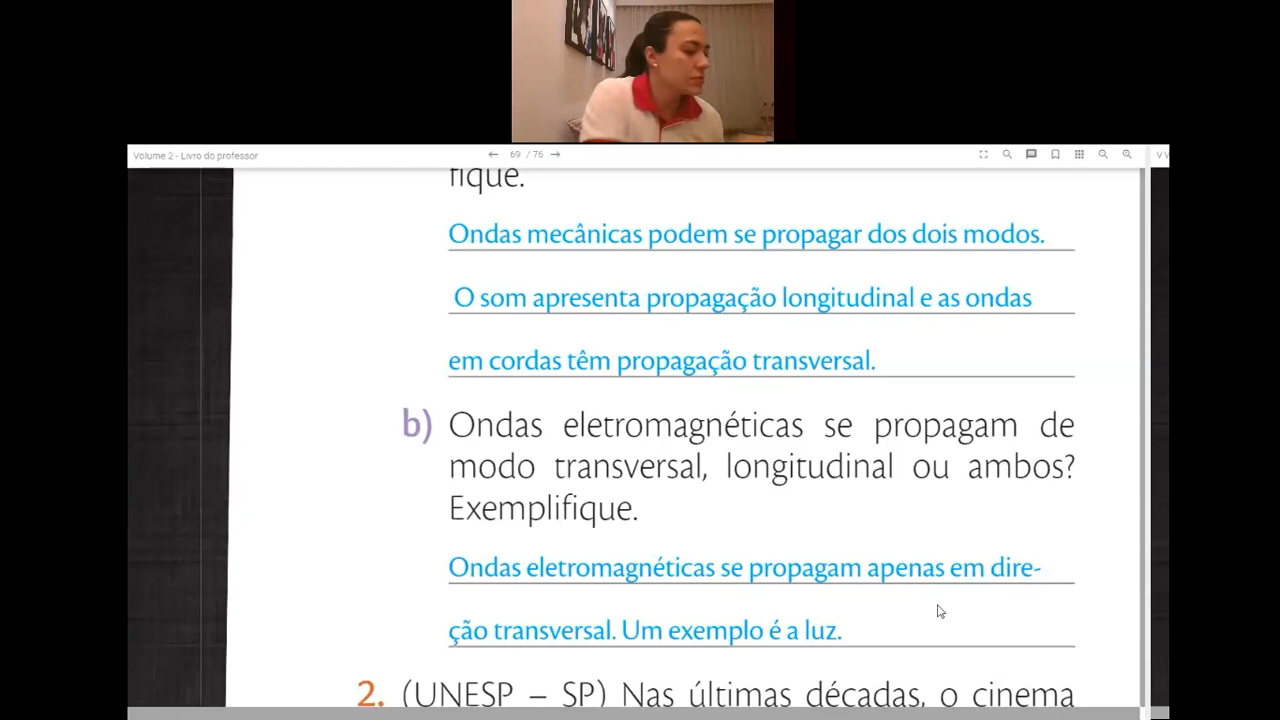 Volume 2 - Livro do professor
← 69 / 76 →
fique.
Ondas mecânicas podem se propagar dos dois modos.
O som apresenta propagação longitudinal e as ondas
em cordas têm propagação transversal.
b) Ondas eletromagnéticas se propagam de
modo transversal, longitudinal ou ambos?
Exemplifique.
Ondas eletromagnéticas se propagam apenas em dire-
ção transversal. Um exemplo é a luz.
2. (UNESP – SP) Nas últimas décadas, o cinema